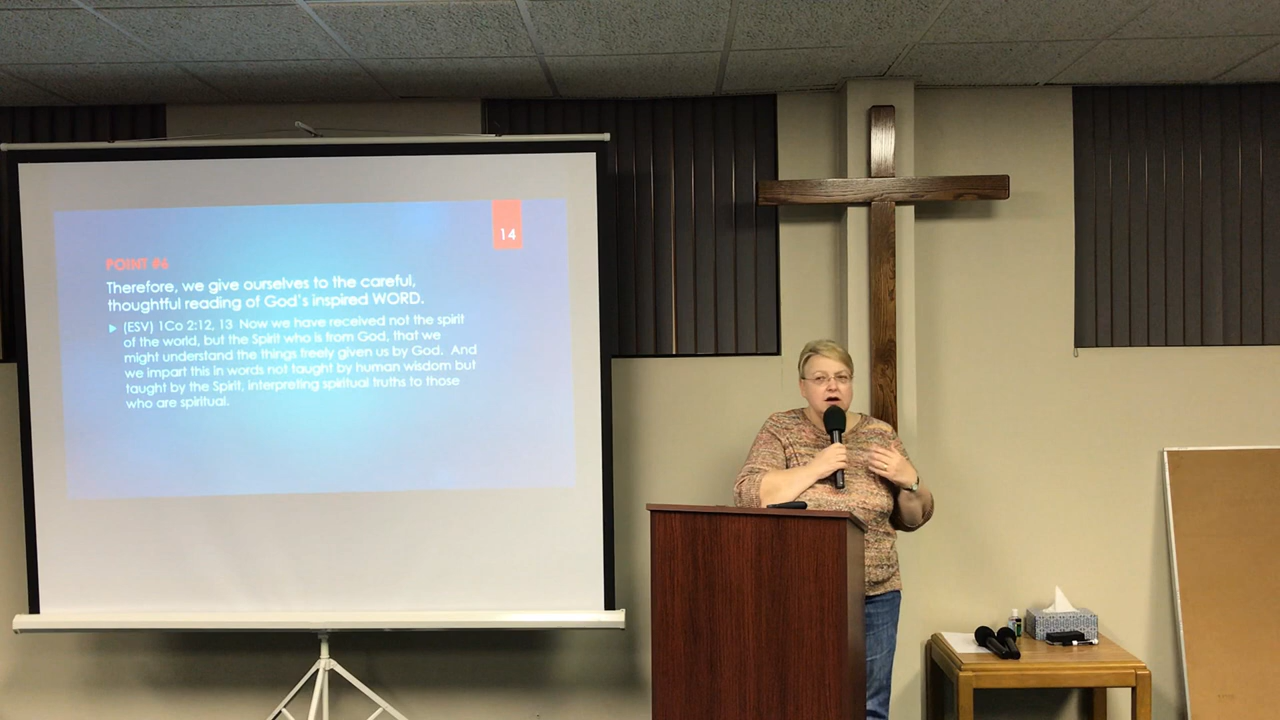 14
POINT #6
Therefore, we give ourselves to the careful,
thoughtful reading of God's inspired WORD.
(ESV) 1Co 2:12, 13 Now we have received not the spirit
of the world, but the Spirit who is from God, that we
might understand the things freely given us by God. And
we impart this in words not taught by human wisdom but
taught by the Spirit, interpreting spiritual truths to those
who are spiritual.